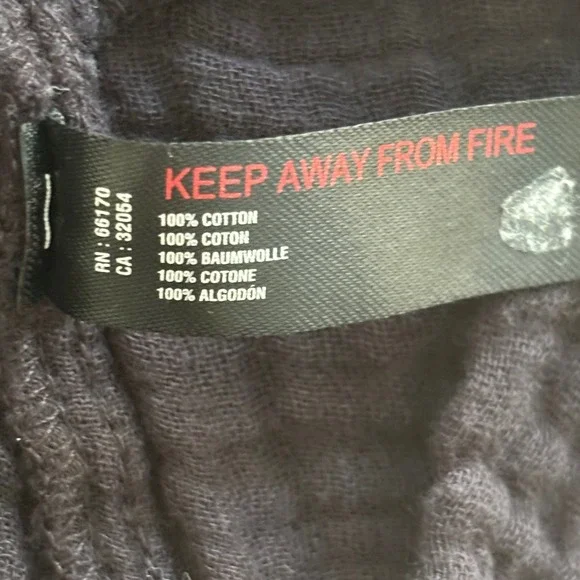 KEEP AWAY FROM FIRE
100% COTTON
100% COTON
100% BAUMWOLLE
100% COTONE
100% ALGODÓN
RN : 66170
CA : 32054